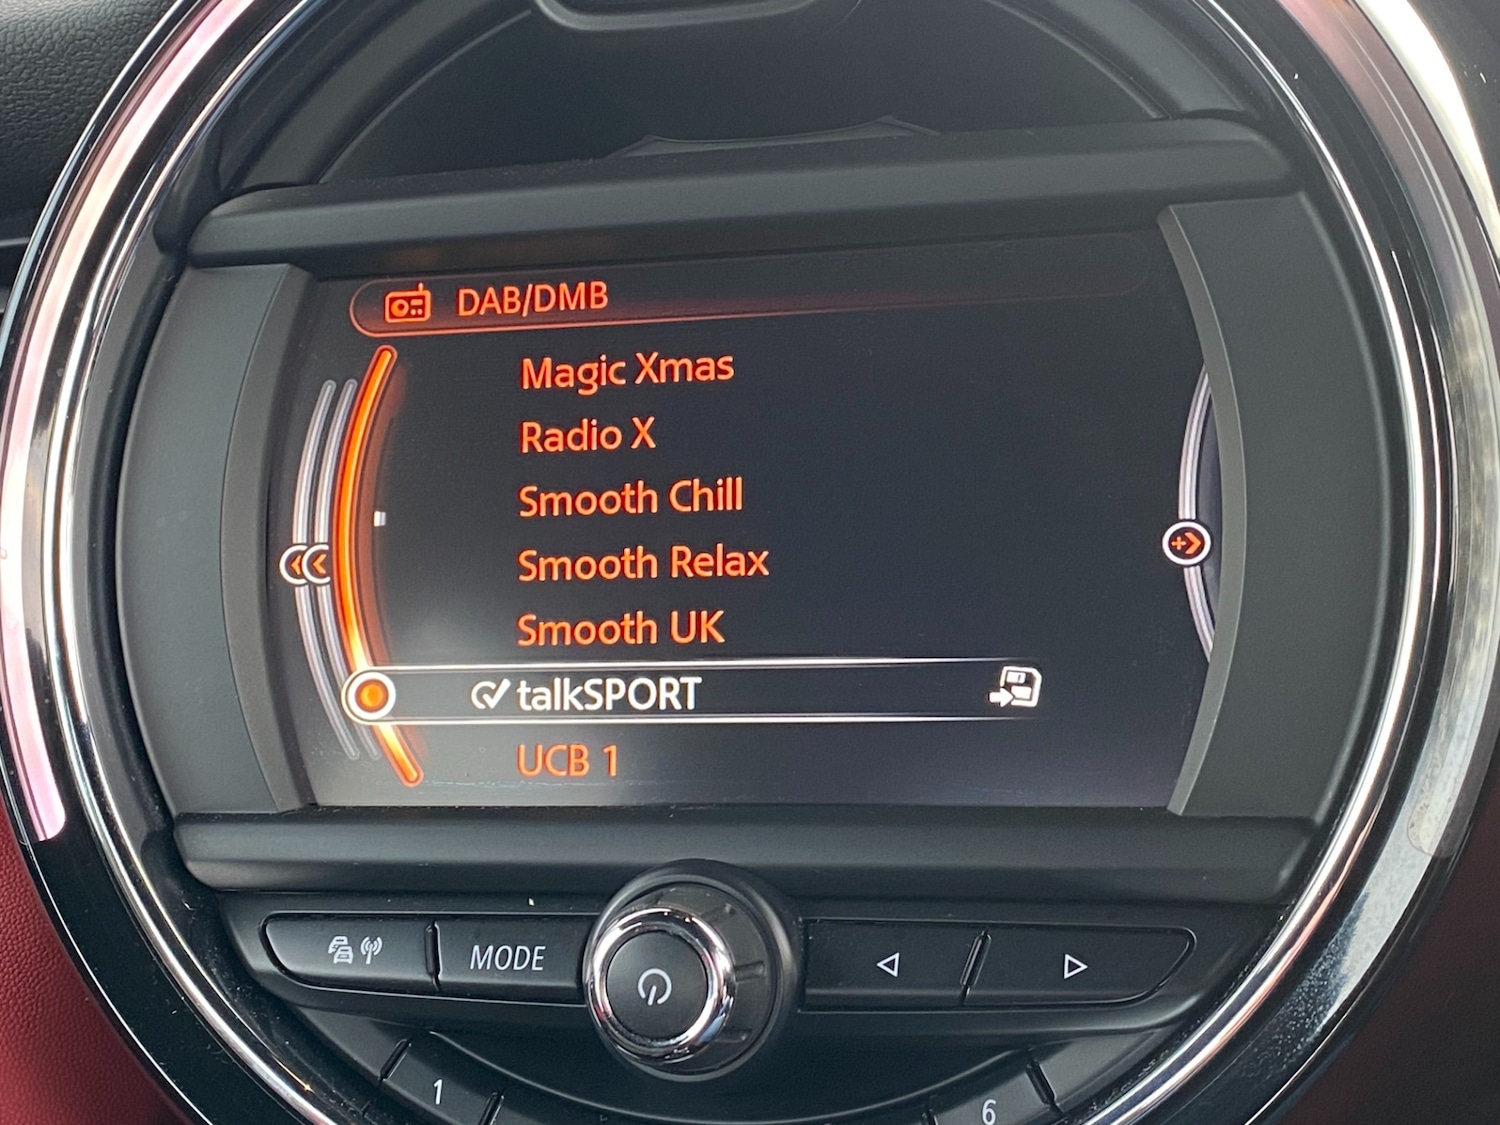 DAB/DMB
Magic Xmas
Radio X
Smooth Chill
Smooth Relax
Smooth UK
talkSPORT
UCB 1
MODE
1
6